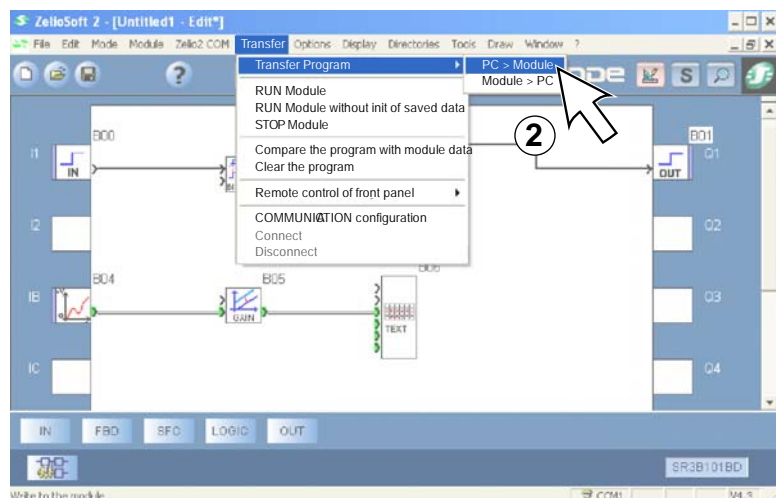 ZelioSoft 2 - [Untitled1 - Edit*]
File Edit Mode Module Zelio2 COM Transfer Options Display Directories Tools Draw Window ?
Transfer Program
PC > Module
Module > PC
RUN Module
RUN Module without init of saved data
STOP Module
Compare the program with module data
Clear the program
Remote control of front panel
COMMUNICATION configuration
Connect
Disconnect
?
S
2
B00
B01
I1
IN
Q1
OUT
I2
Q2
B04
B05
B06
IB
GAIN
TEXT
Q3
IC
Q4
IN FBD SFC LOGIC OUT
SR3B101BD
Write to the module
COM1
V4.3